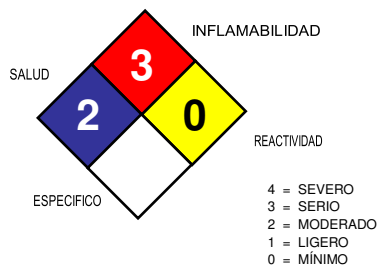 INFLAMABILIDAD
3
SALUD
2
0
REACTIVIDAD
ESPECIFICO
4 = SEVERO
3 = SERIO
2 = MODERADO
1 = LIGERO
0 = MÍNIMO